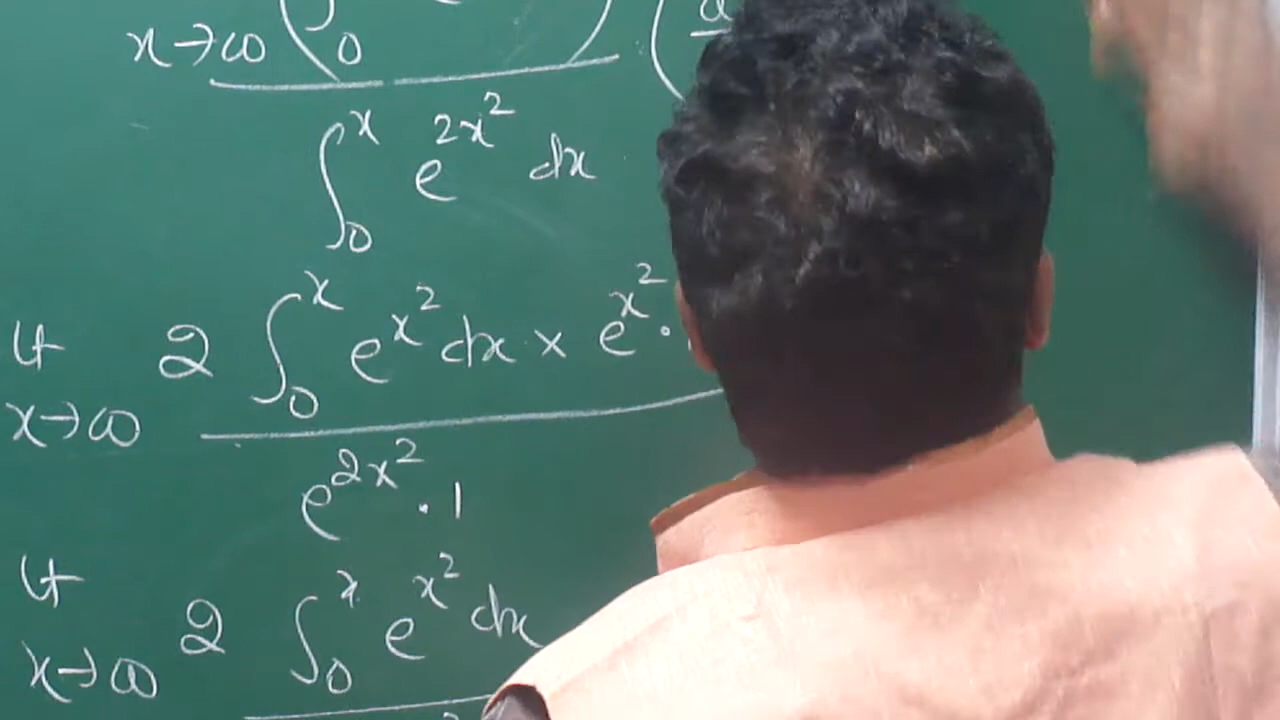 x→∞ ( ∫₀ ) · (
∫₀ˣ e^{2x²} dx
Lt x→∞ 2 ∫₀ˣ e^{x²} dx × e^{x²} ·
e^{2x²} · 1
Lt x→∞ 2 ∫₀ˣ e^{x²} dx